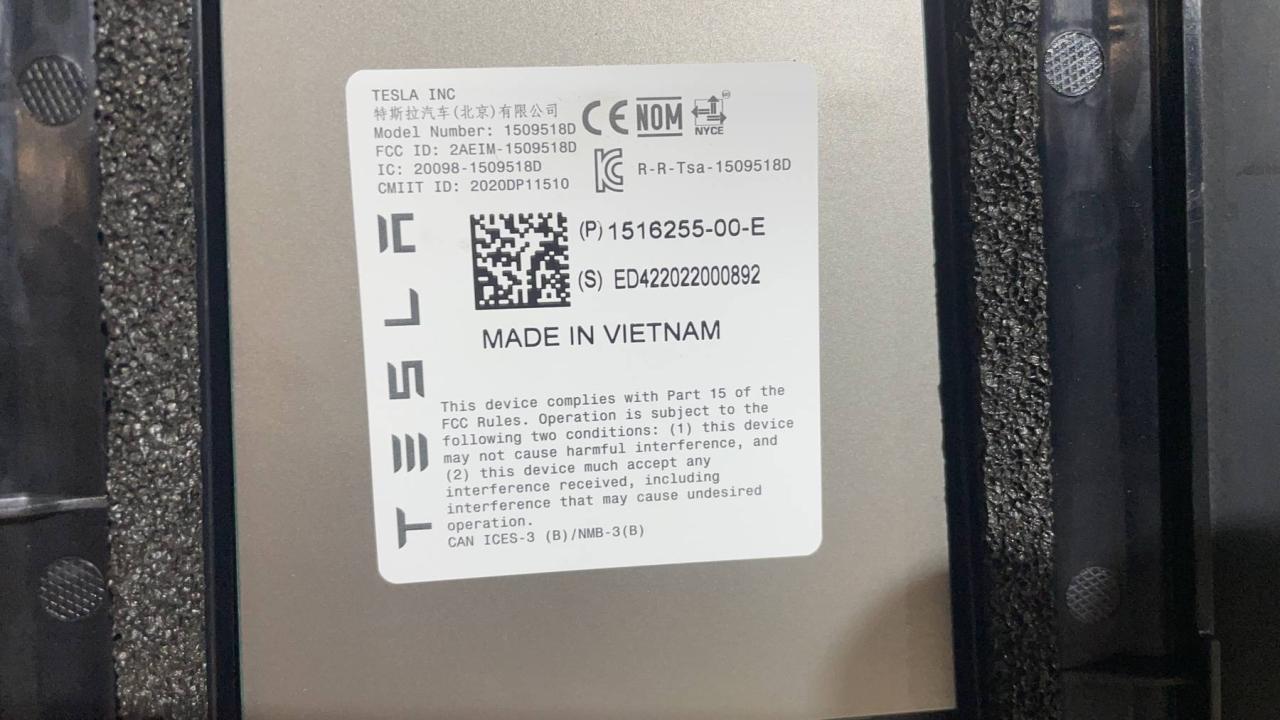 TESLA INC
特斯拉汽车(北京)有限公司
Model Number: 1509518D
FCC ID: 2AEIM-1509518D
IC: 20098-1509518D
CMIIT ID: 2020DP11510
CE NOM NYCE
R-R-Tsa-1509518D
(P) 1516255-00-E
(S) ED422022000892
MADE IN VIETNAM
TESLA
This device complies with Part 15 of the
FCC Rules. Operation is subject to the
following two conditions: (1) this device
may not cause harmful interference, and
(2) this device much accept any
interference received, including
interference that may cause undesired
operation.
CAN ICES-3 (B)/NMB-3(B)